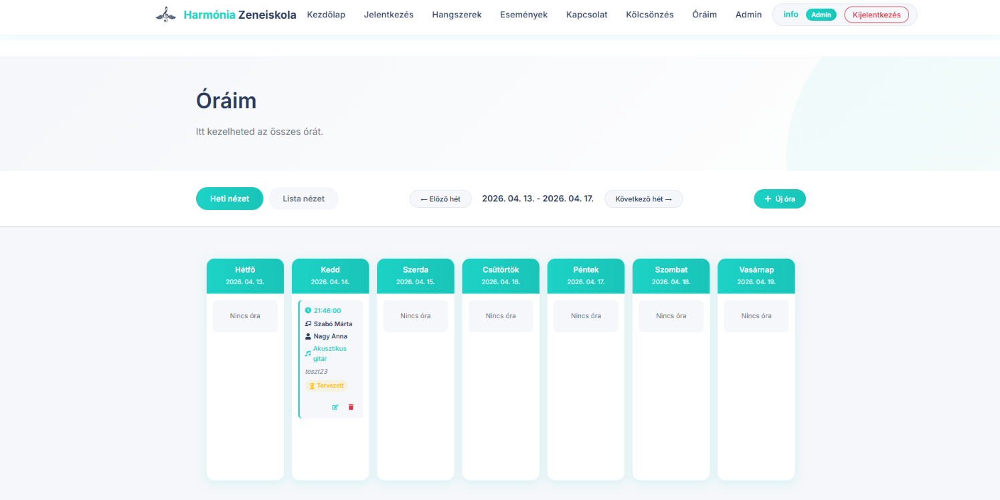 Harmónia Zeneiskola Kezdőlap Jelentkezés Hangszerek Események Kapcsolat Kölcsönzés Óráim Admin info Admin Kijelentkezés
Óráim
Itt kezelheted az összes órát.
Heti nézet Lista nézet ← Előző hét 2026. 04. 13. - 2026. 04. 17. Következő hét → + Új óra
Hétfő
2026. 04. 13.
Nincs óra
Kedd
2026. 04. 14.
21:46:00
Szabó Márta
Nagy Anna
Akusztikus
gitár
teszt23
Tervezett
Szerda
2026. 04. 15.
Nincs óra
Csütörtök
2026. 04. 16.
Nincs óra
Péntek
2026. 04. 17.
Nincs óra
Szombat
2026. 04. 18.
Nincs óra
Vasárnap
2026. 04. 19.
Nincs óra